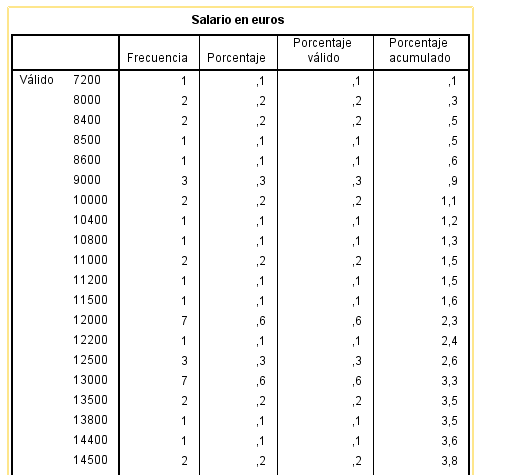 Salario en euros
Frecuencia Porcentaje Porcentaje válido Porcentaje acumulado
Válido 7200 1 ,1 ,1 ,1
8000 2 ,2 ,2 ,3
8400 2 ,2 ,2 ,5
8500 1 ,1 ,1 ,5
8600 1 ,1 ,1 ,6
9000 3 ,3 ,3 ,9
10000 2 ,2 ,2 1,1
10400 1 ,1 ,1 1,2
10800 1 ,1 ,1 1,3
11000 2 ,2 ,2 1,5
11200 1 ,1 ,1 1,5
11500 1 ,1 ,1 1,6
12000 7 ,6 ,6 2,3
12200 1 ,1 ,1 2,4
12500 3 ,3 ,3 2,6
13000 7 ,6 ,6 3,3
13500 2 ,2 ,2 3,5
13800 1 ,1 ,1 3,5
14400 1 ,1 ,1 3,6
14500 2 ,2 ,2 3,8